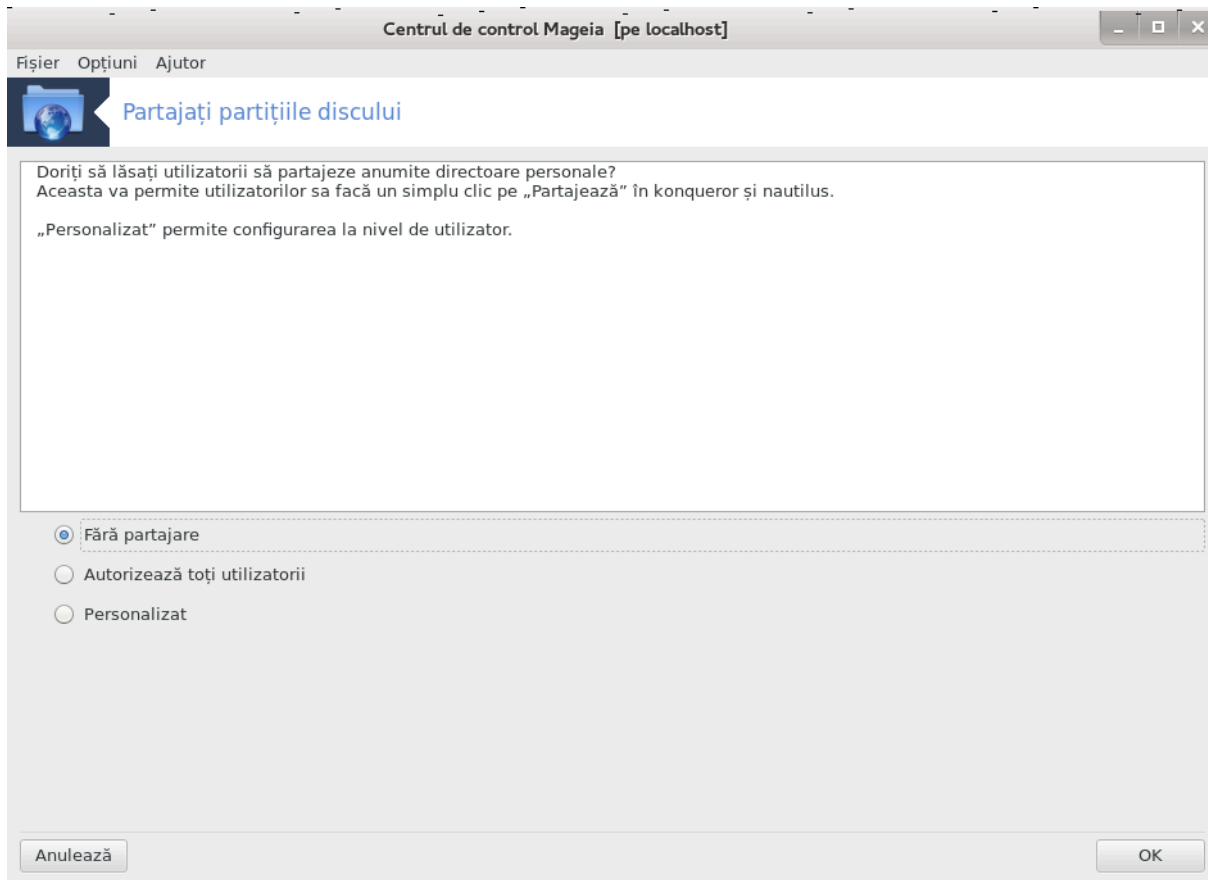 Centrul de control Mageia [pe localhost]
Fișier Opțiuni Ajutor
Partajați partițiile discului
Doriți să lăsați utilizatorii să partajeze anumite directoare personale?
Aceasta va permite utilizatorilor sa facă un simplu clic pe „Partajează” în konqueror și nautilus.
„Personalizat” permite configurarea la nivel de utilizator.
Fără partajare
Autorizează toți utilizatorii
Personalizat
Anulează OK